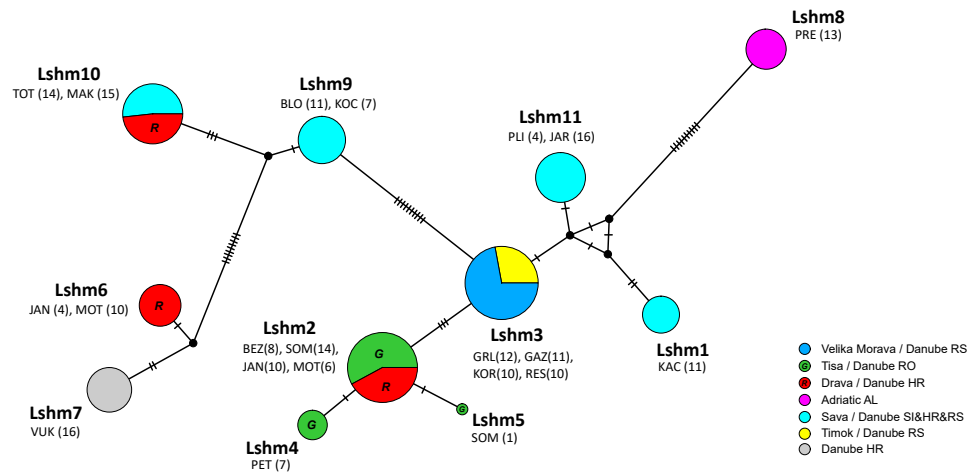 Lshm8
PRE (13)
Lshm10
TOT (14), MAK (15)
R
Lshm9
BLO (11), KOC (7)
Lshm11
PLI (4), JAR (16)
Lshm6
JAN (4), MOT (10)
R
Lshm2
BEZ(8), SOM(14),
JAN(10), MOT(6)
G
R
Lshm3
GRL(12), GAZ(11),
KOR(10), RES(10)
Lshm1
KAC (11)
Lshm7
VUK (16)
Lshm4
PET (7)
G
G
Lshm5
SOM (1)
Velika Morava / Danube RS
G Tisa / Danube RO
R Drava / Danube HR
Adriatic AL
Sava / Danube SI&HR&RS
Timok / Danube RS
Danube HR